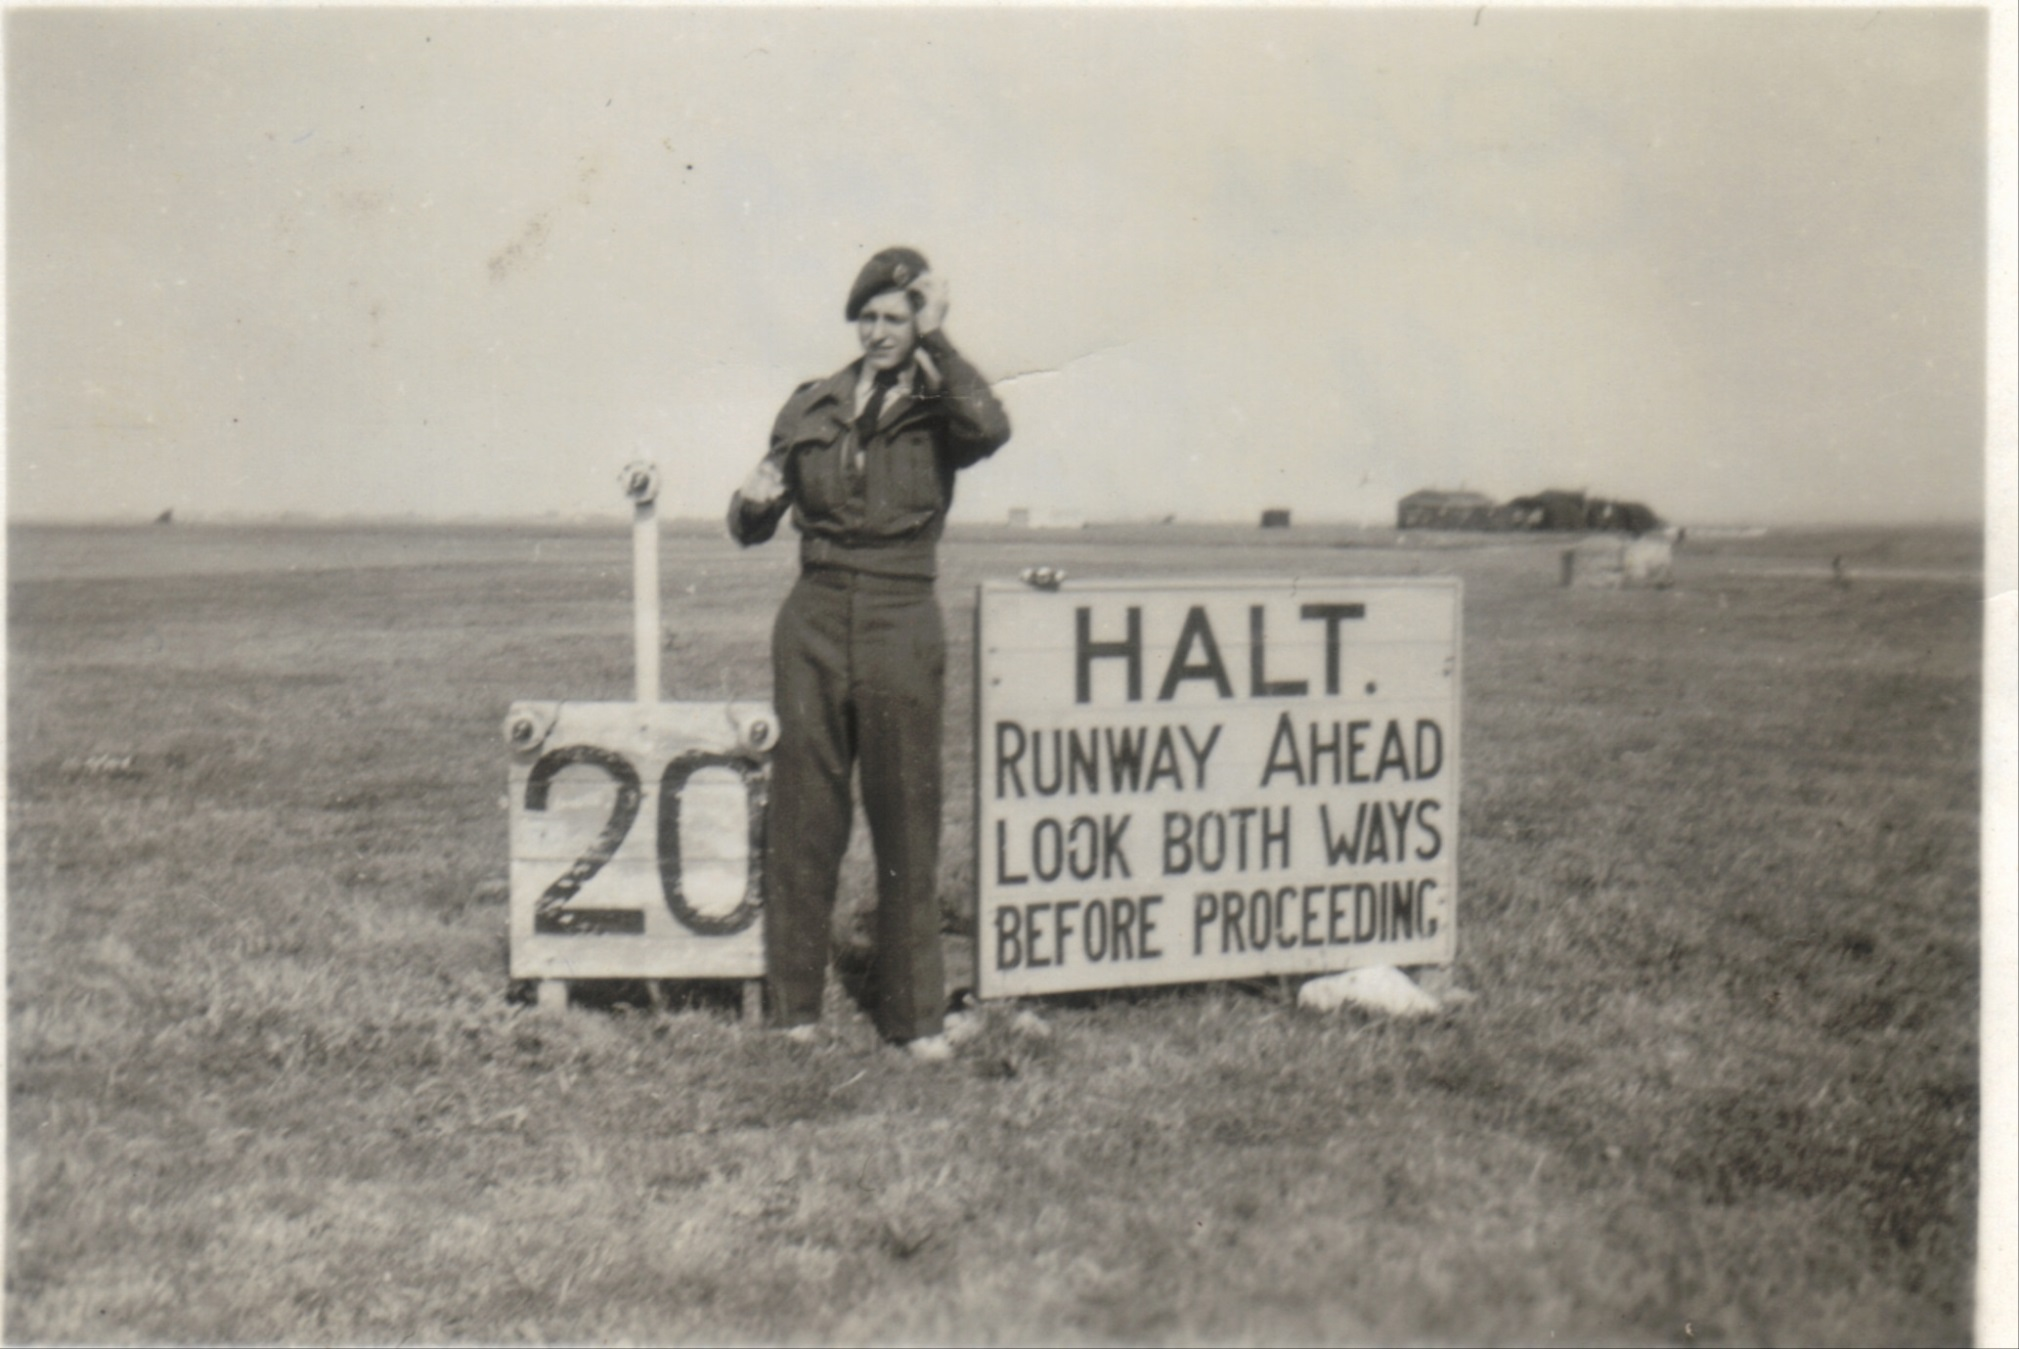 20
HALT.
RUNWAY AHEAD
LOOK BOTH WAYS
BEFORE PROCEEDING